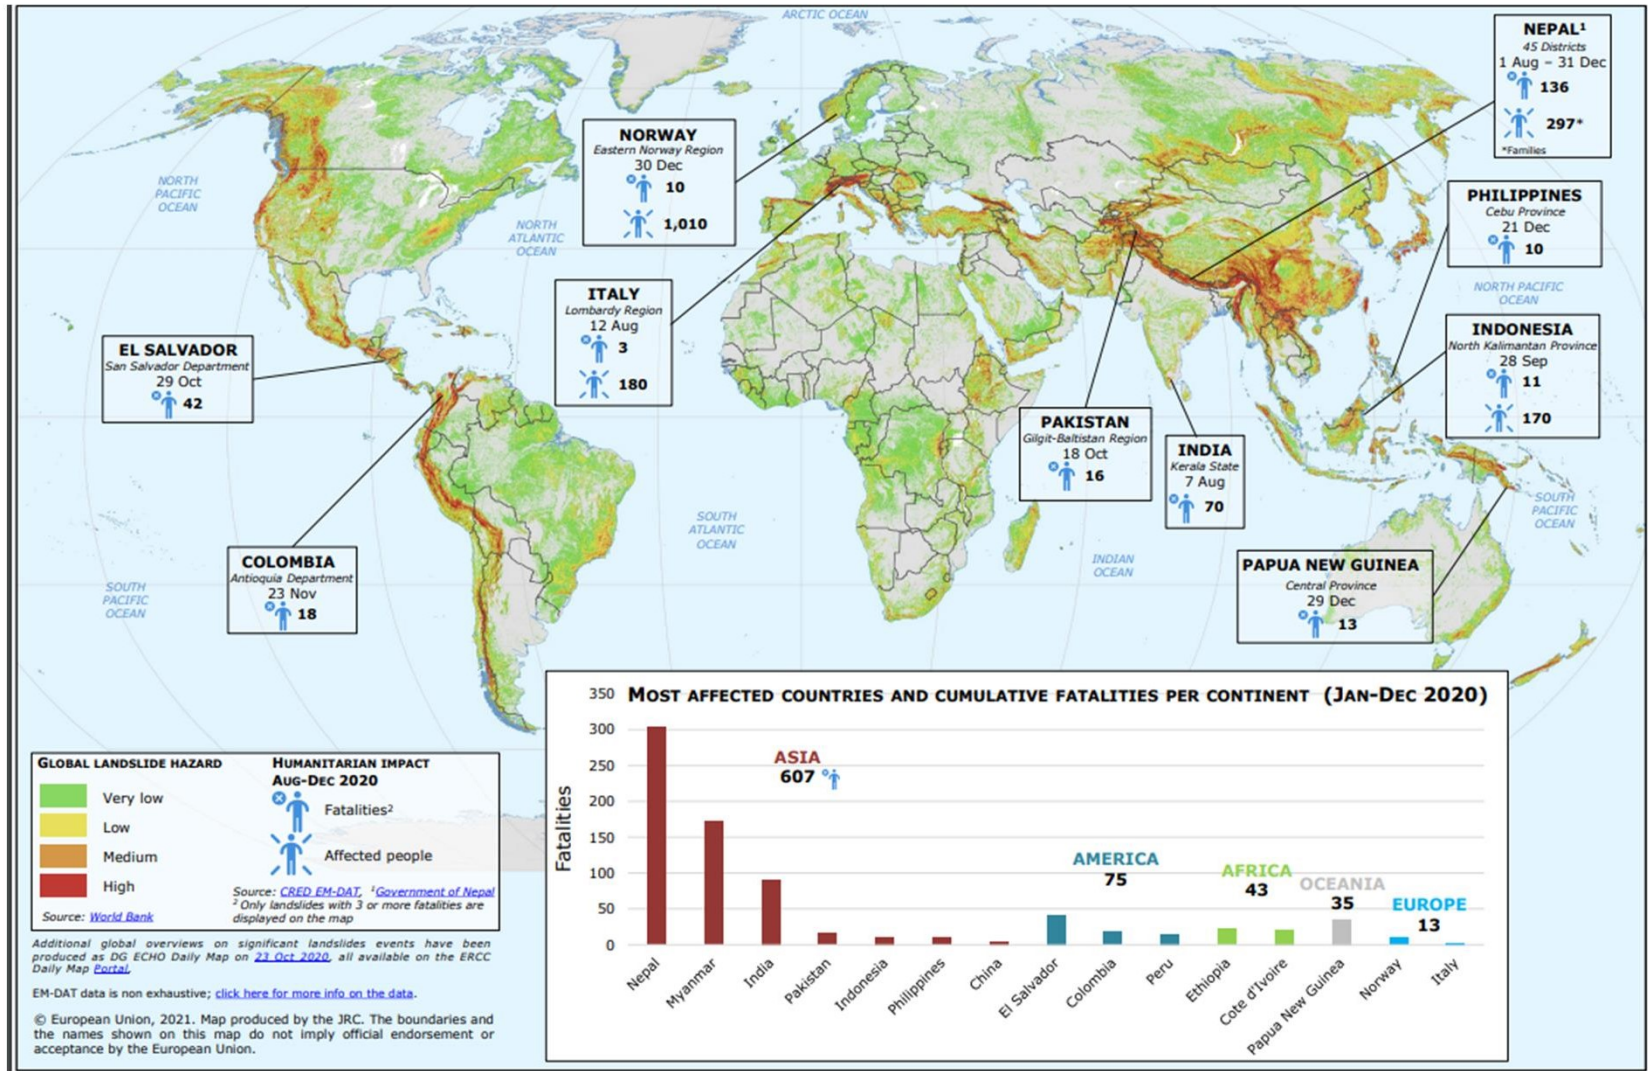 ARCTIC OCEAN
NEPAL¹
45 Districts
1 Aug – 31 Dec
136
297*
*Families
NORWAY
Eastern Norway Region
30 Dec
10
1,010
NORTH
PACIFIC
OCEAN
NORTH
ATLANTIC
OCEAN
PHILIPPINES
Cebu Province
21 Dec
10
ITALY
Lombardy Region
12 Aug
3
180
NORTH PACIFIC
OCEAN
INDONESIA
North Kalimantan Province
28 Sep
11
170
EL SALVADOR
San Salvador Department
29 Oct
42
PAKISTAN
Gilgit-Baltistan Region
18 Oct
16
INDIA
Kerala State
7 Aug
70
SOUTH
PACIFIC
OCEAN
SOUTH
ATLANTIC
OCEAN
INDIAN
OCEAN
COLOMBIA
Antioquia Department
23 Nov
18
PAPUA NEW GUINEA
Central Province
29 Dec
13
SOUTH
PACIFIC
OCEAN
GLOBAL LANDSLIDE HAZARD
Very low
Low
Medium
High
Source: World Bank
HUMANITARIAN IMPACT
AUG-DEC 2020
Fatalities²
Affected people
Source: CRED EM-DAT, ¹Government of Nepal
² Only landslides with 3 or more fatalities are
displayed on the map
Additional global overviews on significant landslides events have been
produced as DG ECHO Daily Map on 23 Oct 2020, all available on the ERCC
Daily Map Portal.
EM-DAT data is non exhaustive; click here for more info on the data.
© European Union, 2021. Map produced by the JRC. The boundaries and
the names shown on this map do not imply official endorsement or
acceptance by the European Union.
MOST AFFECTED COUNTRIES AND CUMULATIVE FATALITIES PER CONTINENT (JAN-DEC 2020)
Fatalities
350
300
250
200
150
100
50
0
ASIA
607
AMERICA
75
AFRICA
43
OCEANIA
35
EUROPE
13
Nepal
Myanmar
India
Pakistan
Indonesia
Philippines
China
El Salvador
Colombia
Peru
Ethiopia
Cote d'Ivoire
Papua New Guinea
Norway
Italy